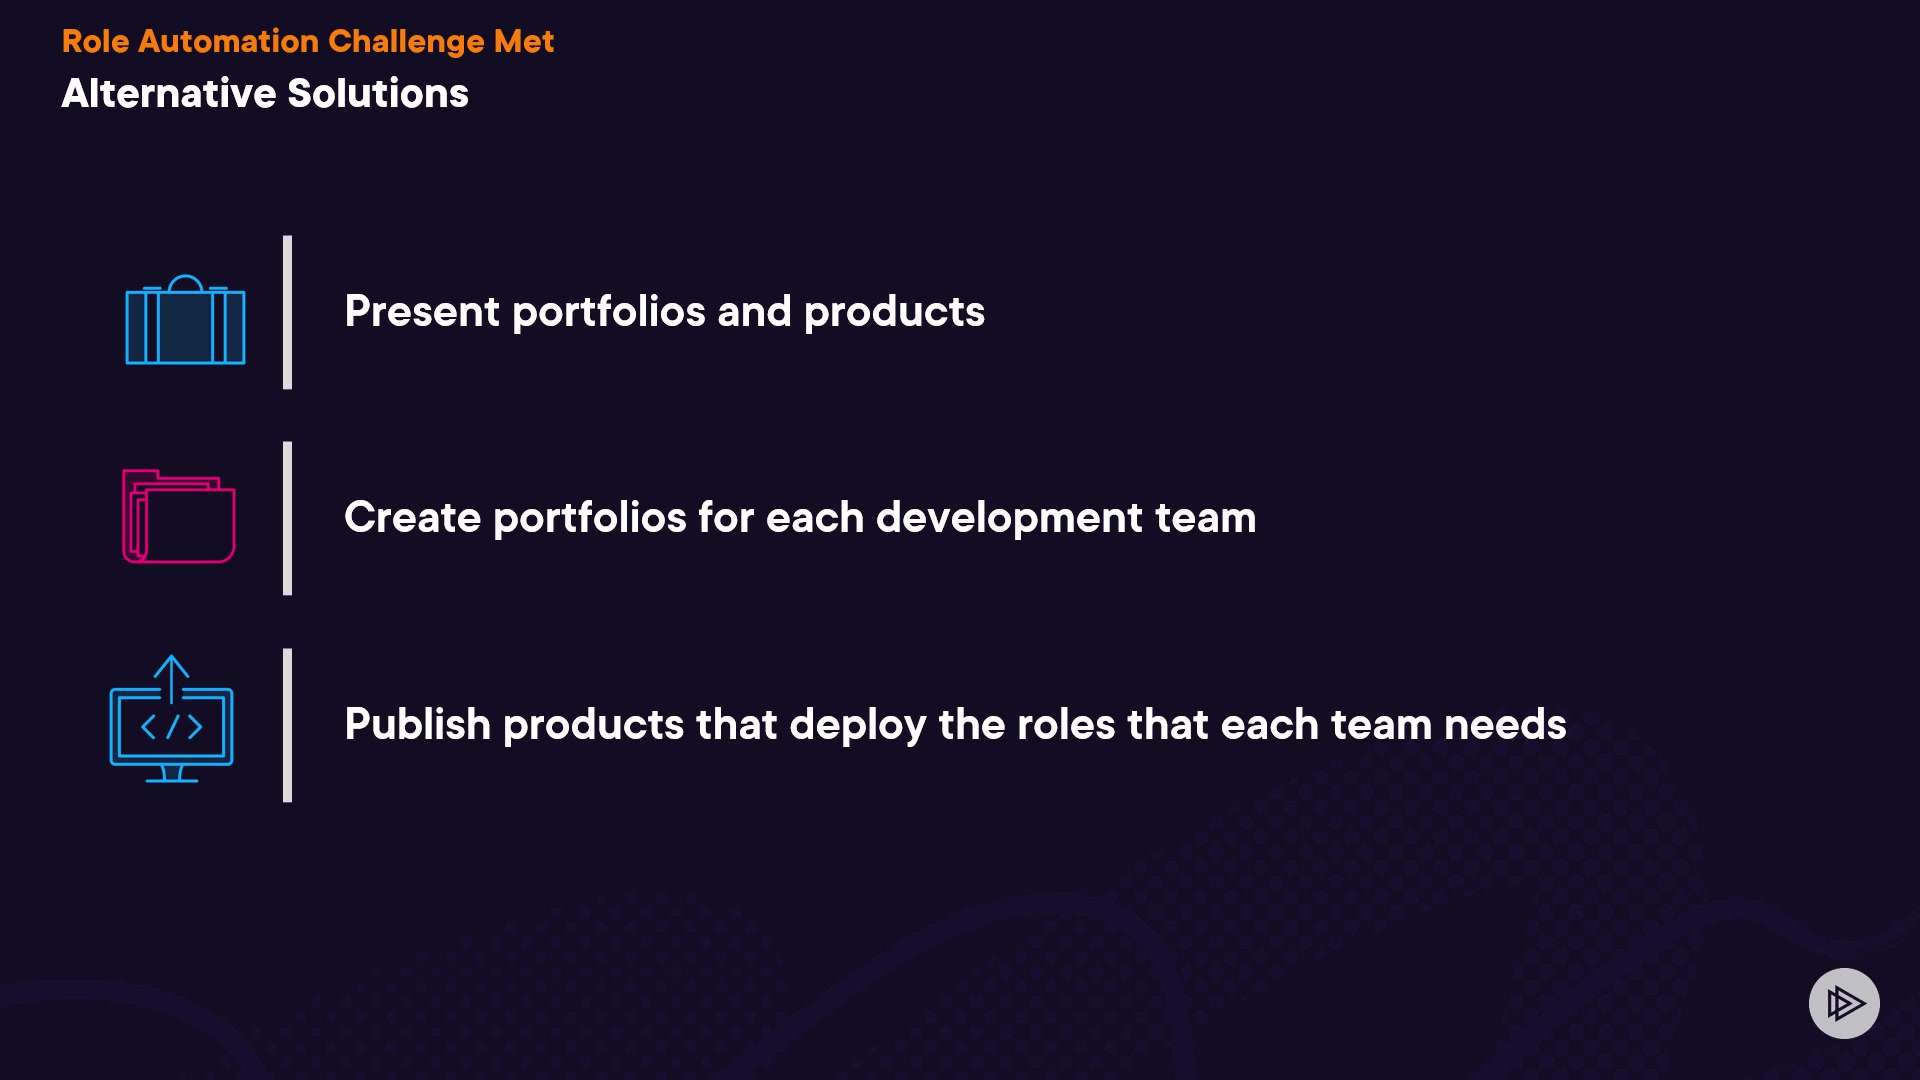 Role Automation Challenge Met
Alternative Solutions
Present portfolios and products
Create portfolios for each development team
</>
Publish products that deploy the roles that each team needs